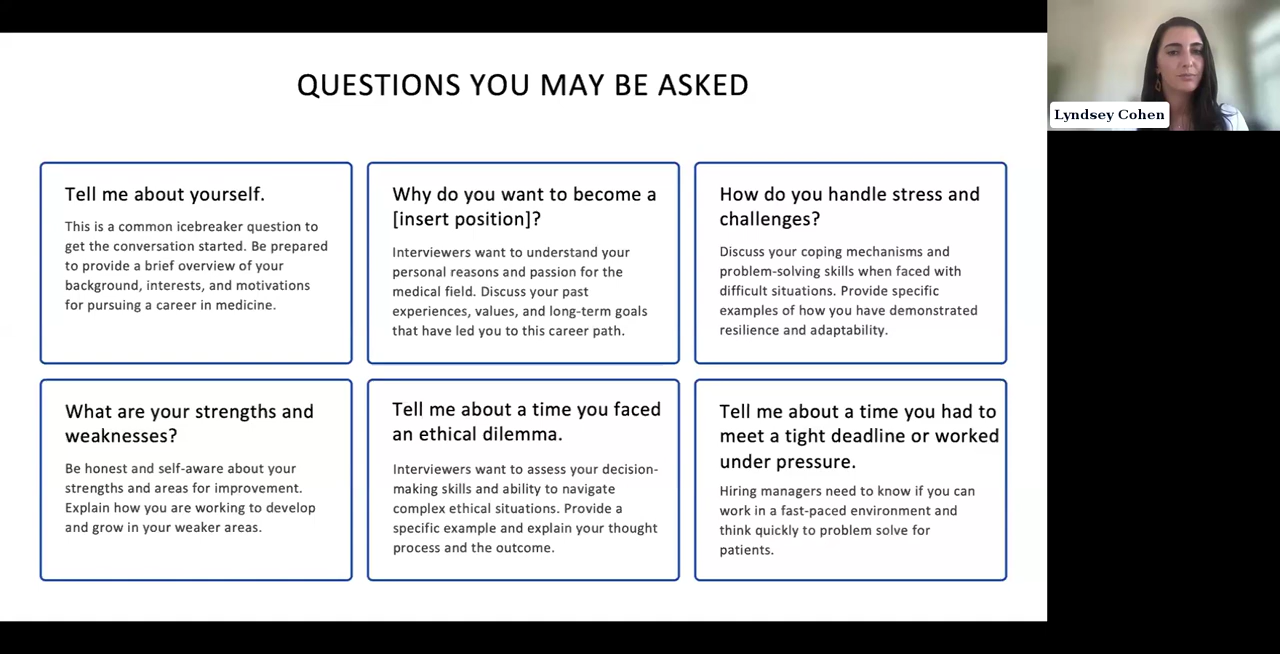 QUESTIONS YOU MAY BE ASKED
Lyndsey Cohen
Tell me about yourself.
This is a common icebreaker question to
get the conversation started. Be prepared
to provide a brief overview of your
background, interests, and motivations
for pursuing a career in medicine.
Why do you want to become a
[insert position]?
Interviewers want to understand your
personal reasons and passion for the
medical field. Discuss your past
experiences, values, and long-term goals
that have led you to this career path.
How do you handle stress and
challenges?
Discuss your coping mechanisms and
problem-solving skills when faced with
difficult situations. Provide specific
examples of how you have demonstrated
resilience and adaptability.
What are your strengths and
weaknesses?
Be honest and self-aware about your
strengths and areas for improvement.
Explain how you are working to develop
and grow in your weaker areas.
Tell me about a time you faced
an ethical dilemma.
Interviewers want to assess your decision-
making skills and ability to navigate
complex ethical situations. Provide a
specific example and explain your thought
process and the outcome.
Tell me about a time you had to
meet a tight deadline or worked
under pressure.
Hiring managers need to know if you can
work in a fast-paced environment and
think quickly to problem solve for
patients.